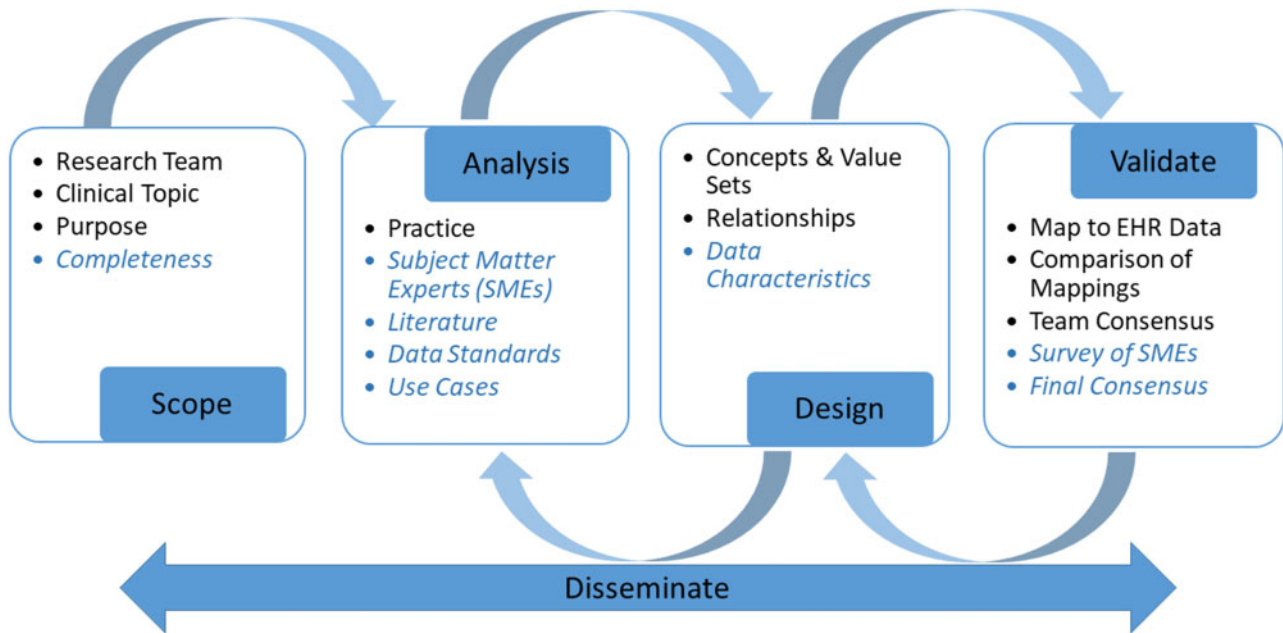 • Research Team
• Clinical Topic
• Purpose
• Completeness
Scope
Analysis
• Practice
• Subject Matter
Experts (SMEs)
• Literature
• Data Standards
• Use Cases
• Concepts & Value
Sets
• Relationships
• Data
Characteristics
Design
Validate
• Map to EHR Data
• Comparison of
Mappings
• Team Consensus
• Survey of SMEs
• Final Consensus
Disseminate